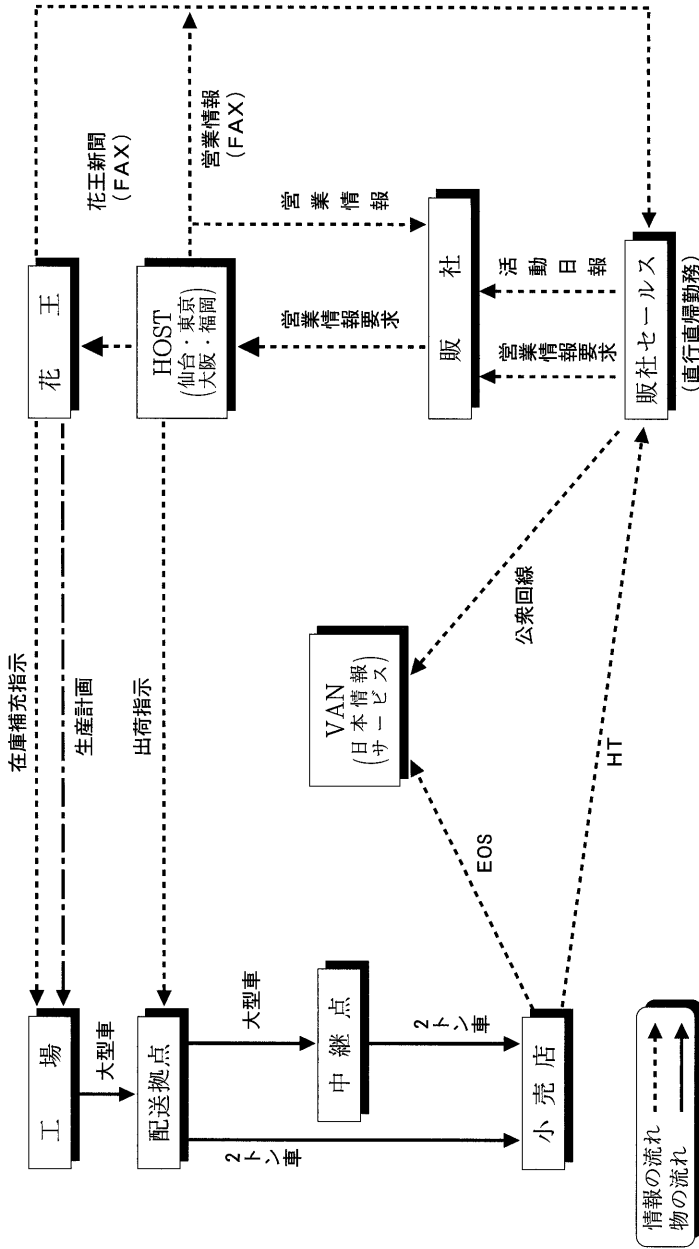 工場
在庫補充指示
生産計画
花王
花王新聞
(FAX)
大型車
配送拠点
出荷指示
HOST
(仙台・東京
大阪・福岡)
営業情報
(FAX)
大型車
営業情報
営業情報要求
2トン車
中継点
VAN
(日本情報
サービス)
販社
2トン車
公衆回線
営業情報要求
活動日報
EOS
小売店
HT
販社セールス
(直行直帰勤務)
情報の流れ
物の流れ